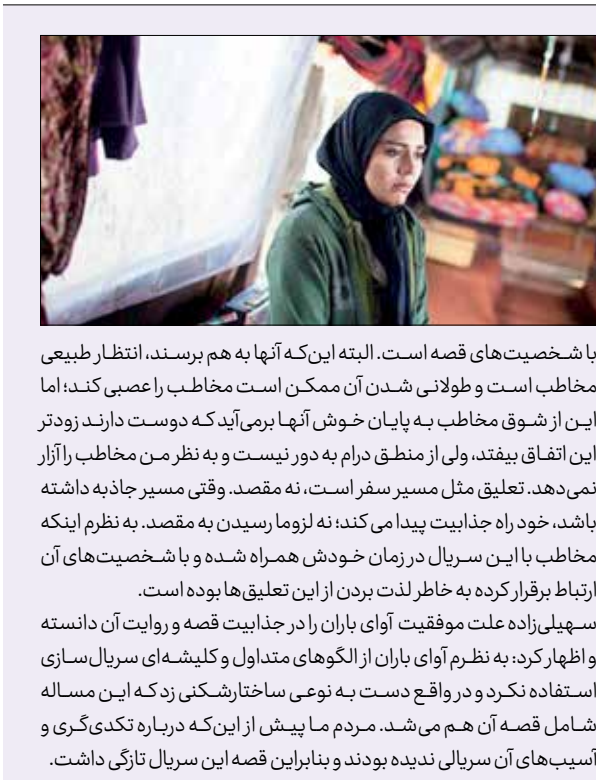 با شخصیت‌های قصه است. البته این‌که آنها به هم برسند، انتظار طبیعی
مخاطب است و طولانی شدن آن ممکن است مخاطب را عصبی کند؛ اما
این از شوق مخاطب به پایان خوش آنها برمی‌آید که دوست دارند زودتر
این اتفاق بیفتد، ولی از منطق درام به دور نیست و به نظر من مخاطب را آزار
نمی‌دهد. تعلیق مثل مسیر سفر است، نه مقصد. وقتی مسیر جاذبه داشته
باشد، خود راه جذابیت پیدا می‌کند؛ نه لزوما رسیدن به مقصد. به نظرم اینکه
مخاطب با این سریال در زمان خودش همراه شده و با شخصیت‌های آن
ارتباط برقرار کرده به خاطر لذت بردن از این تعلیق‌ها بوده است.
سهیلی‌زاده علت موفقیت آوای باران را در جذابیت قصه و روایت آن دانسته
و اظهار کرد: به نظرم آوای باران از الگوهای متداول و کلیشه‌ای سریال‌سازی
استفاده نکرد و در واقع دست به نوعی ساختارشکنی زد که این مساله
شامل قصه آن هم می‌شد. مردم ما پیش از این‌که درباره تکدی‌گری و
آسیب‌های آن سریالی ندیده بودند و بنابراین قصه این سریال تازگی داشت.